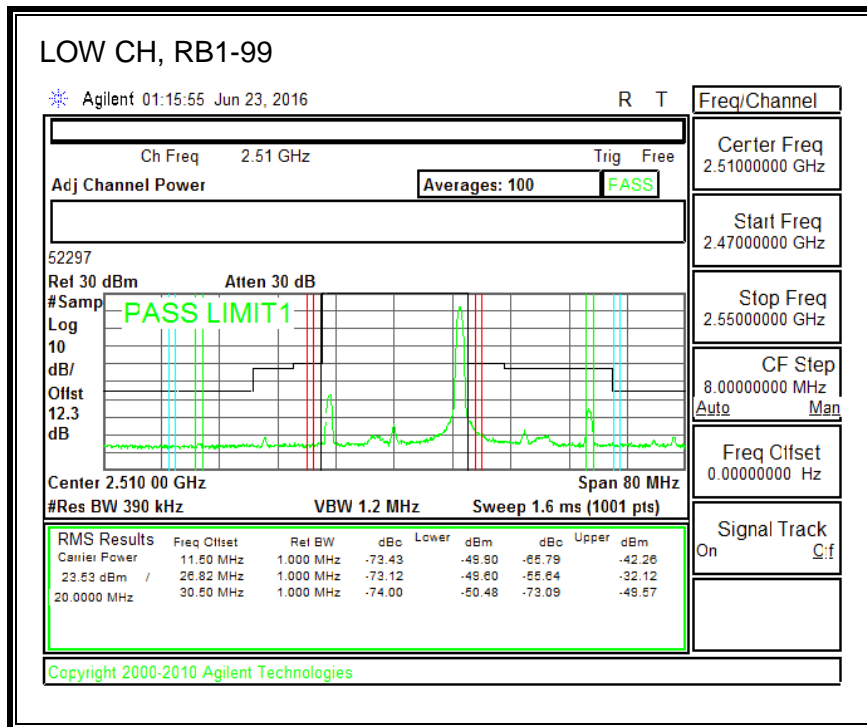 LOW CH, RB1-99
Agilent 01:15:55 Jun 23, 2016 R T
Freq/Channel
Ch Freq 2.51 GHz Trig Free
Adj Channel Power Averages: 100 PASS
Center Freq
2.51000000 GHz
Start Freq
2.47000000 GHz
Stop Freq
2.55000000 GHz
CF Step
8.00000000 MHz
Auto Man
Freq Offset
0.00000000 Hz
Signal Track
On Off
52297
Ref 30 dBm Atten 30 dB
#Samp
Log
10
dB/
Offst
12.3
dB
PASS LIMIT1
Center 2.510 00 GHz Span 80 MHz
#Res BW 390 kHz VBW 1.2 MHz Sweep 1.6 ms (1001 pts)
RMS Results Freq Offset Ref BW dBc Lower dBm dBc Upper dBm
Carrier Power 11.50 MHz 1.000 MHz -73.43 -49.90 -65.79 -42.26
23.53 dBm / 26.82 MHz 1.000 MHz -73.12 -49.60 -55.64 -32.12
20.0000 MHz 30.50 MHz 1.000 MHz -74.00 -50.48 -73.09 -49.57
Copyright 2000-2010 Agilent Technologies